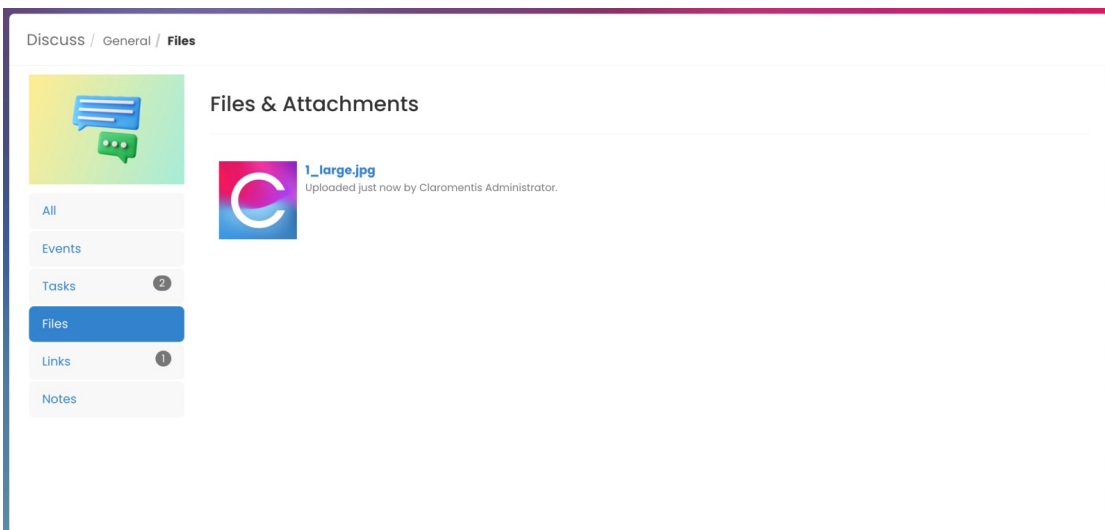 Discuss / General / Files
Files & Attachments
1_large.jpg
Uploaded just now by Claromentis Administrator.
All
Events
Tasks 2
Files
Links 1
Notes